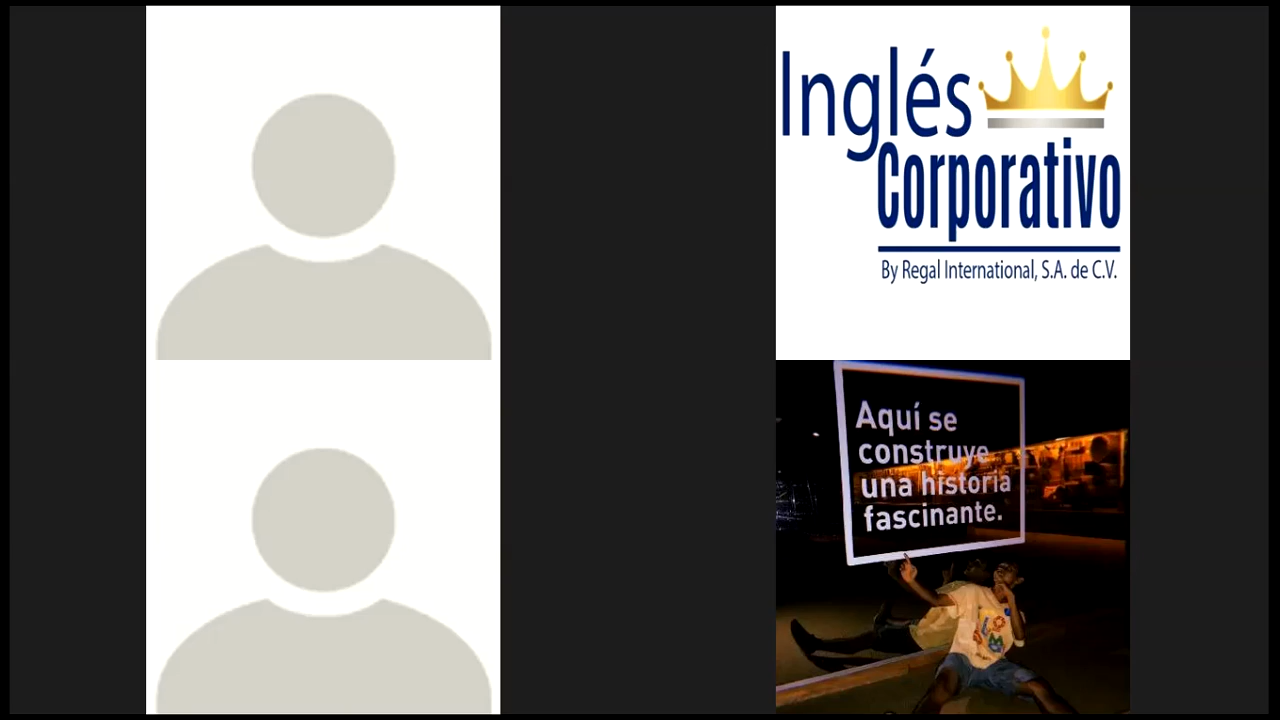 Inglés
Corporativo
By Regal International, S.A. de C.V.
Aquí se
construye
una historia
fascinante.